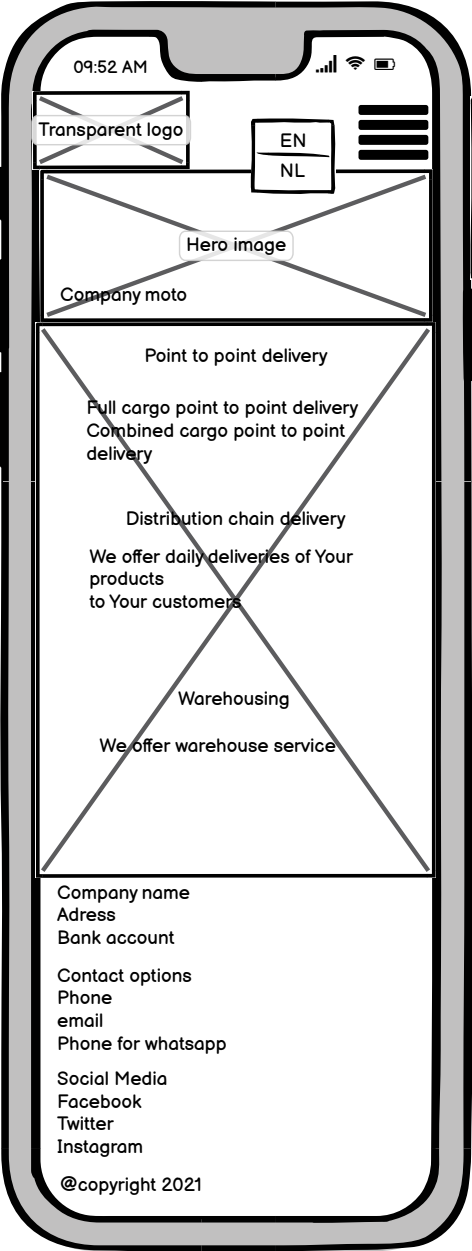 09:52 AM
Transparent logo
EN
NL
Hero image
Company moto
Point to point delivery
Full cargo point to point delivery
Combined cargo point to point
delivery
Distribution chain delivery
We offer daily deliveries of Your
products
to Your customers
Warehousing
We offer warehouse service
Company name
Adress
Bank account
Contact options
Phone
email
Phone for whatsapp
Social Media
Facebook
Twitter
Instagram
@copyright 2021